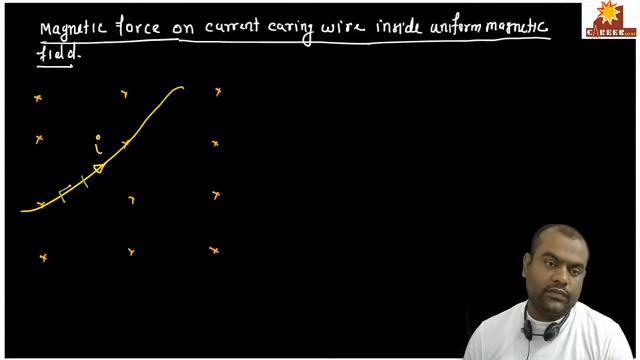 Magnetic force on current caring wire inside uniform magnetic
field.
i
CAREER